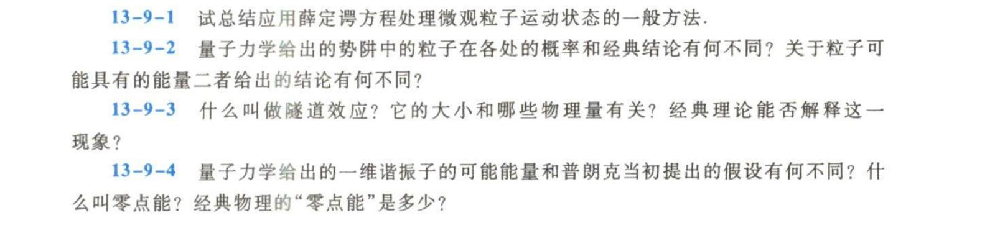 13-9-1 试总结应用薛定谔方程处理微观粒子运动状态的一般方法.
13-9-2 量子力学给出的势阱中的粒子在各处的概率和经典结论有何不同？关于粒子可
能具有的能量二者给出的结论有何不同？
13-9-3 什么叫做隧道效应？它的大小和哪些物理量有关？经典理论能否解释这一
现象？
13-9-4 量子力学给出的一维谐振子的可能能量和普朗克当初提出的假设有何不同？什
么叫零点能？经典物理的“零点能”是多少？